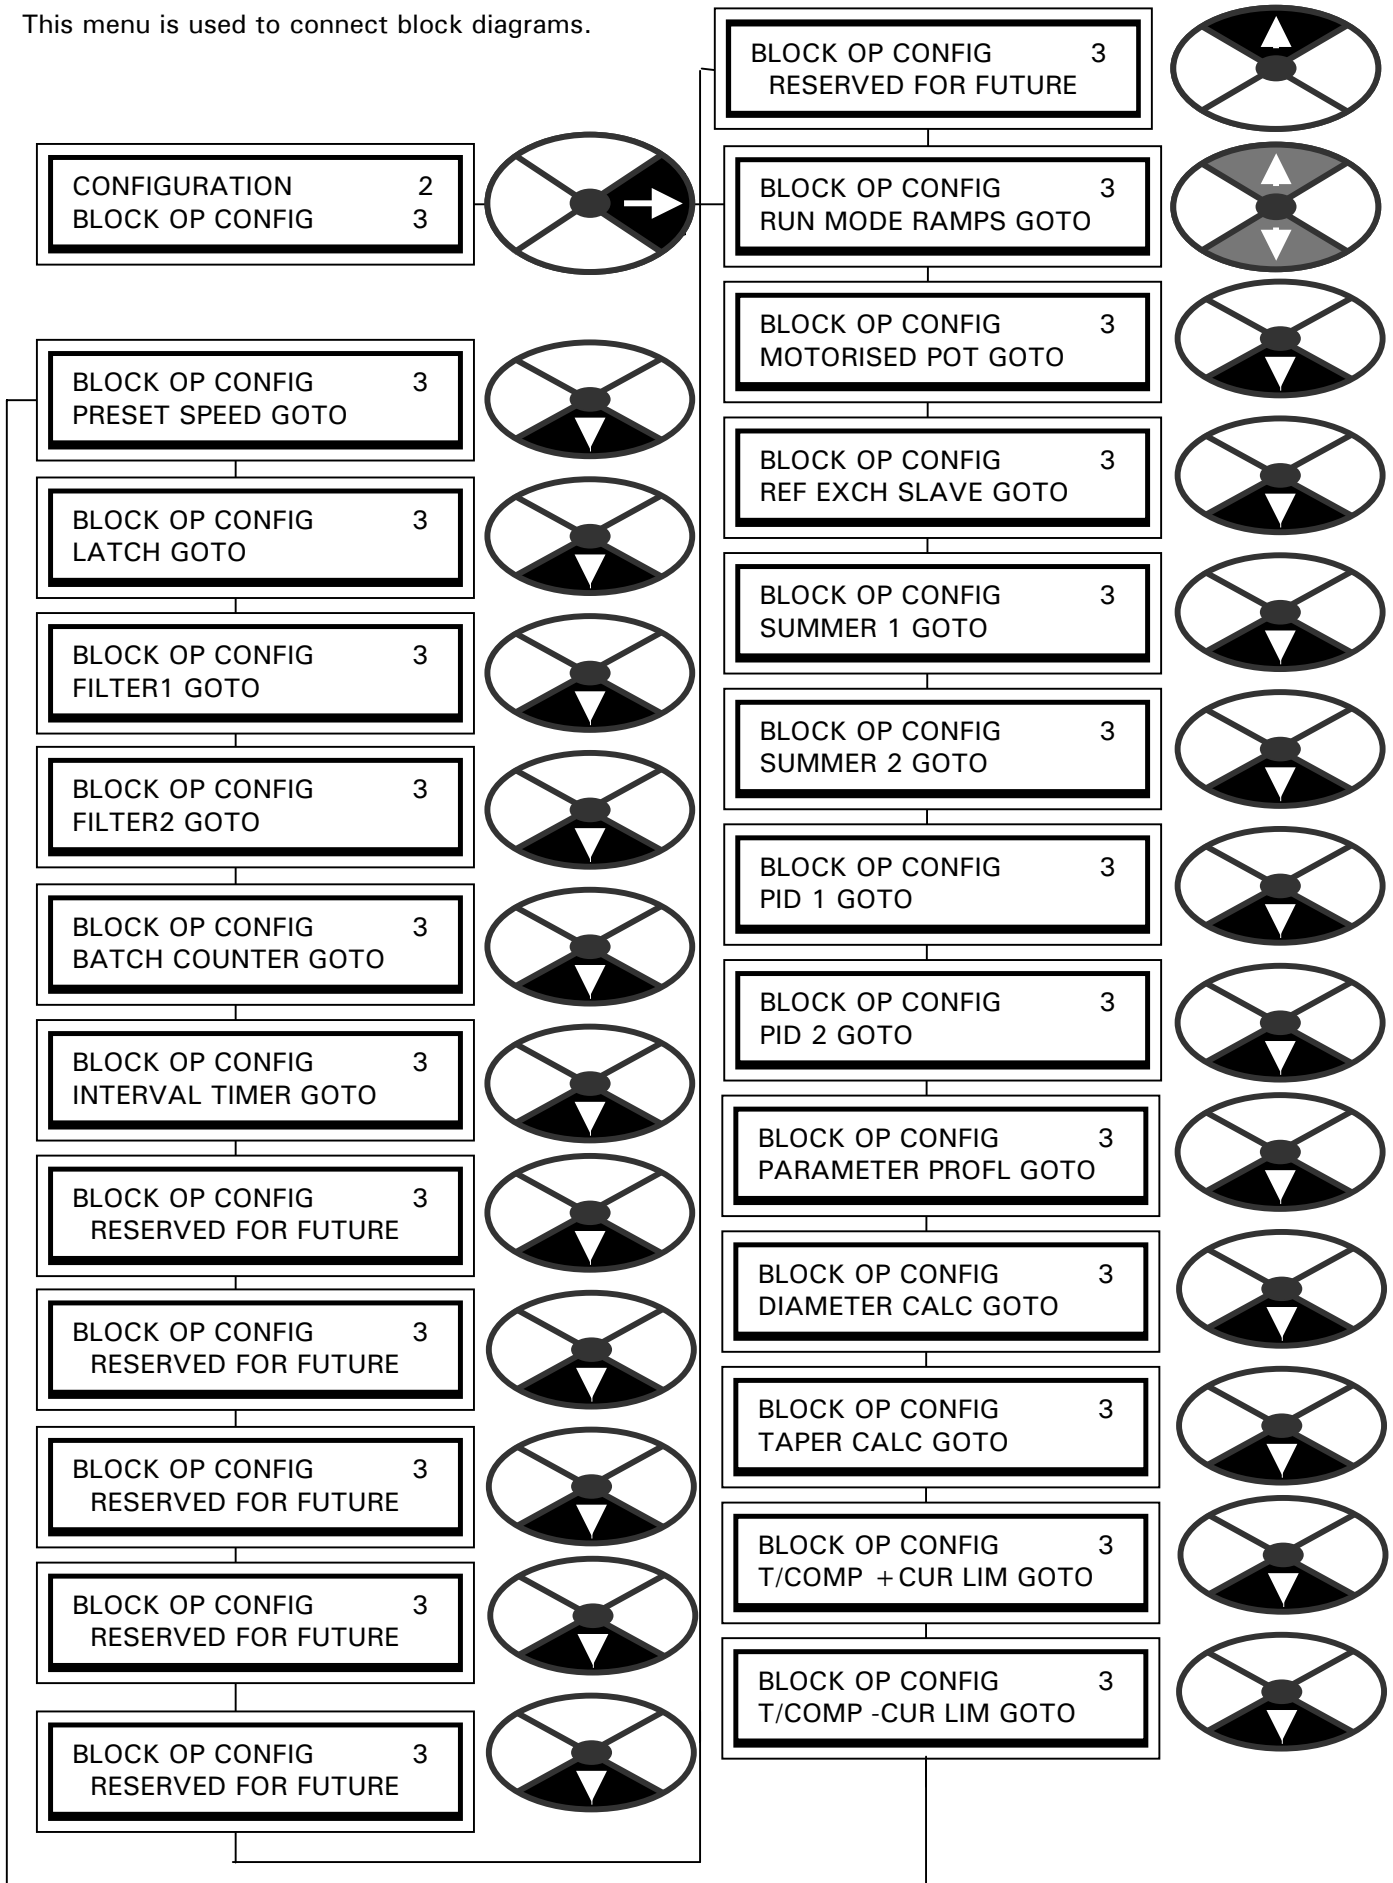 This menu is used to connect block diagrams.
CONFIGURATION 2
BLOCK OP CONFIG 3
BLOCK OP CONFIG 3
PRESET SPEED GOTO
BLOCK OP CONFIG 3
LATCH GOTO
BLOCK OP CONFIG 3
FILTER1 GOTO
BLOCK OP CONFIG 3
FILTER2 GOTO
BLOCK OP CONFIG 3
BATCH COUNTER GOTO
BLOCK OP CONFIG 3
INTERVAL TIMER GOTO
BLOCK OP CONFIG 3
RESERVED FOR FUTURE
BLOCK OP CONFIG 3
RESERVED FOR FUTURE
BLOCK OP CONFIG 3
RESERVED FOR FUTURE
BLOCK OP CONFIG 3
RESERVED FOR FUTURE
BLOCK OP CONFIG 3
RESERVED FOR FUTURE
BLOCK OP CONFIG 3
RESERVED FOR FUTURE
BLOCK OP CONFIG 3
RUN MODE RAMPS GOTO
BLOCK OP CONFIG 3
MOTORISED POT GOTO
BLOCK OP CONFIG 3
REF EXCH SLAVE GOTO
BLOCK OP CONFIG 3
SUMMER 1 GOTO
BLOCK OP CONFIG 3
SUMMER 2 GOTO
BLOCK OP CONFIG 3
PID 1 GOTO
BLOCK OP CONFIG 3
PID 2 GOTO
BLOCK OP CONFIG 3
PARAMETER PROFL GOTO
BLOCK OP CONFIG 3
DIAMETER CALC GOTO
BLOCK OP CONFIG 3
TAPER CALC GOTO
BLOCK OP CONFIG 3
T/COMP +CUR LIM GOTO
BLOCK OP CONFIG 3
T/COMP -CUR LIM GOTO